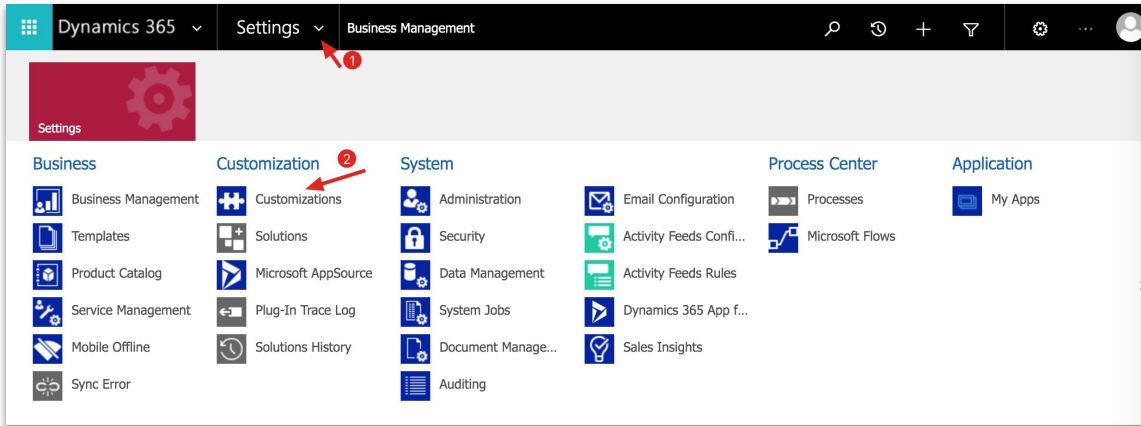 Dynamics 365 Settings Business Management ...
1
Settings
Business Customization 2 System Process Center Application
Business Management Customizations Administration Email Configuration Processes My Apps
Templates Solutions Security Activity Feeds Confi... Microsoft Flows
Product Catalog Microsoft AppSource Data Management Activity Feeds Rules
Service Management Plug-In Trace Log System Jobs Dynamics 365 App f...
Mobile Offline Solutions History Document Manage... Sales Insights
Sync Error Auditing